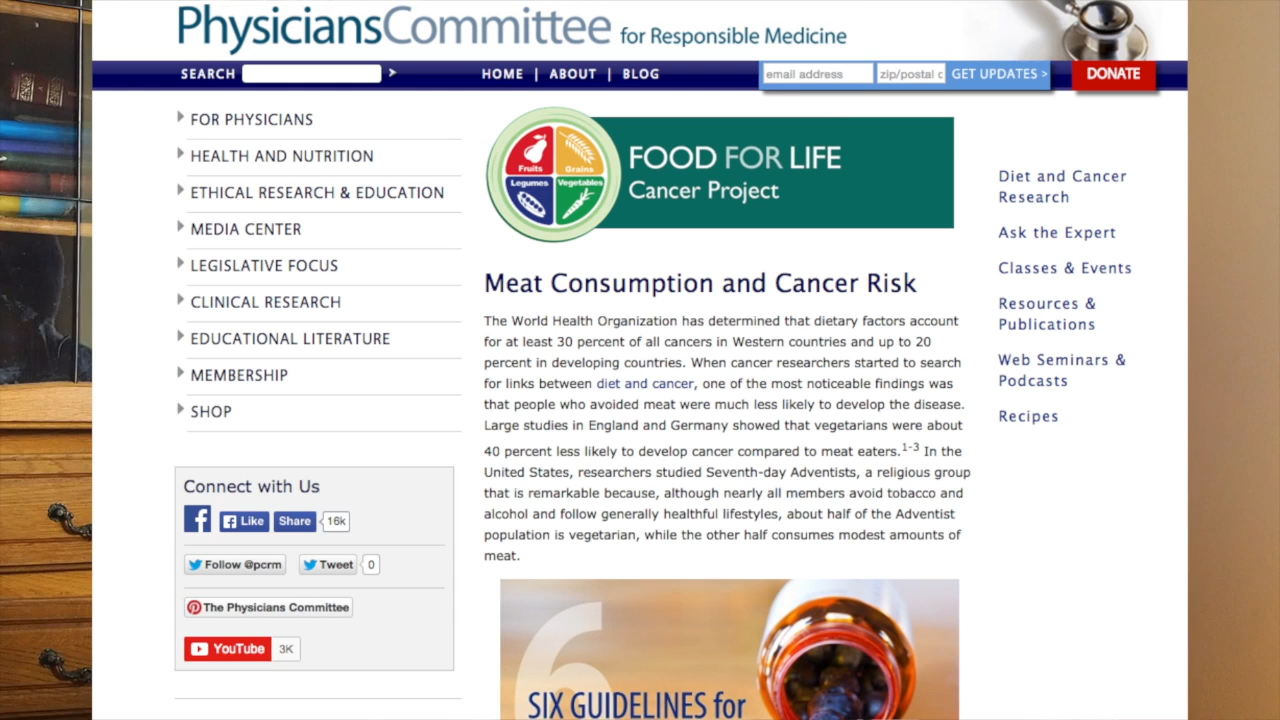 PhysiciansCommittee for Responsible Medicine
SEARCH
HOME | ABOUT | BLOG
email address
zip/postal c
GET UPDATES >
DONATE
FOR PHYSICIANS
HEALTH AND NUTRITION
ETHICAL RESEARCH & EDUCATION
MEDIA CENTER
LEGISLATIVE FOCUS
CLINICAL RESEARCH
EDUCATIONAL LITERATURE
MEMBERSHIP
SHOP
Connect with Us
Like
Share
16k
Follow @pcrm
Tweet
0
The Physicians Committee
YouTube
3K
Fruits
Grains
Legumes
Vegetables
FOOD FOR LIFE
Cancer Project
Meat Consumption and Cancer Risk
The World Health Organization has determined that dietary factors account
for at least 30 percent of all cancers in Western countries and up to 20
percent in developing countries. When cancer researchers started to search
for links between diet and cancer, one of the most noticeable findings was
that people who avoided meat were much less likely to develop the disease.
Large studies in England and Germany showed that vegetarians were about
40 percent less likely to develop cancer compared to meat eaters.1-3 In the
United States, researchers studied Seventh-day Adventists, a religious group
that is remarkable because, although nearly all members avoid tobacco and
alcohol and follow generally healthful lifestyles, about half of the Adventist
population is vegetarian, while the other half consumes modest amounts of
meat.
6
SIX GUIDELINES for
Diet and Cancer
Research
Ask the Expert
Classes & Events
Resources &
Publications
Web Seminars &
Podcasts
Recipes